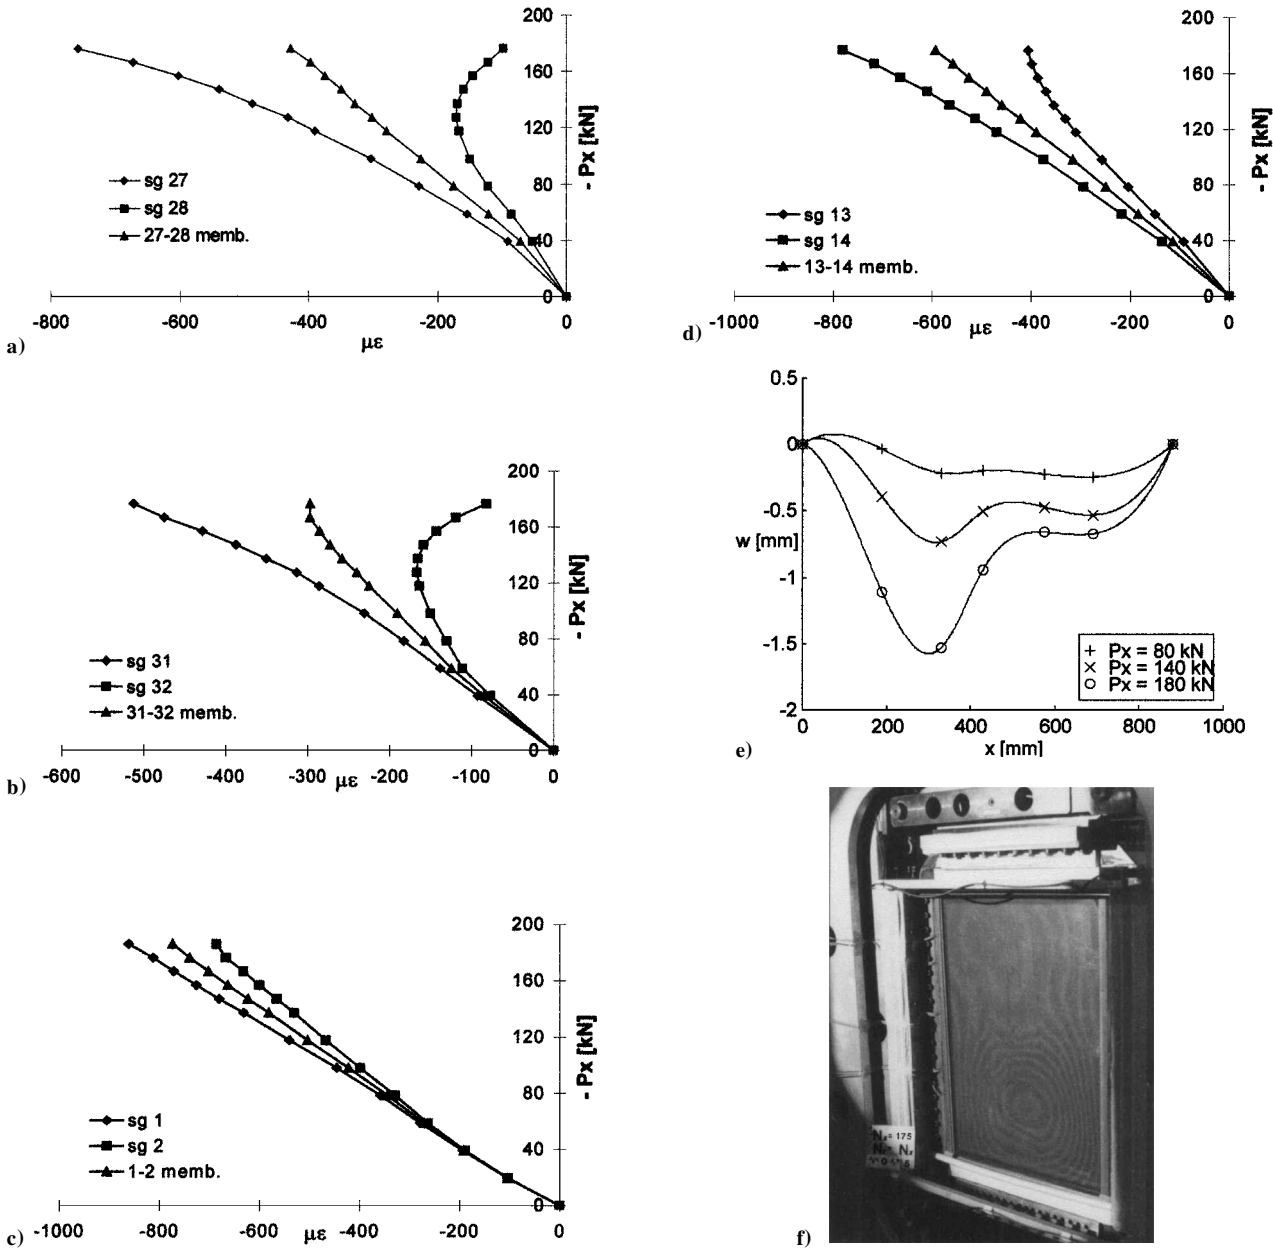 200
160
120
80
40
0
- Px [kN]
sg 27
sg 28
27-28 memb.
-800
-600
-400
-200
0
µε
a)
200
160
120
80
40
0
- Px [kN]
sg 13
sg 14
13-14 memb.
-1000
-800
-600
-400
-200
0
µε
d)
200
160
120
80
40
0
- Px [kN]
sg 31
sg 32
31-32 memb.
-600
-500
-400
-300
-200
-100
0
µε
b)
0.5
0
-0.5
w [mm]
-1
-1.5
-2
Px = 80 kN
Px = 140 kN
Px = 180 kN
0
200
400
600
800
1000
x [mm]
e)
200
160
120
80
40
0
- Px [kN]
sg 1
sg 2
1-2 memb.
-1000
-800
-600
-400
-200
0
µε
c)
= 175
f)